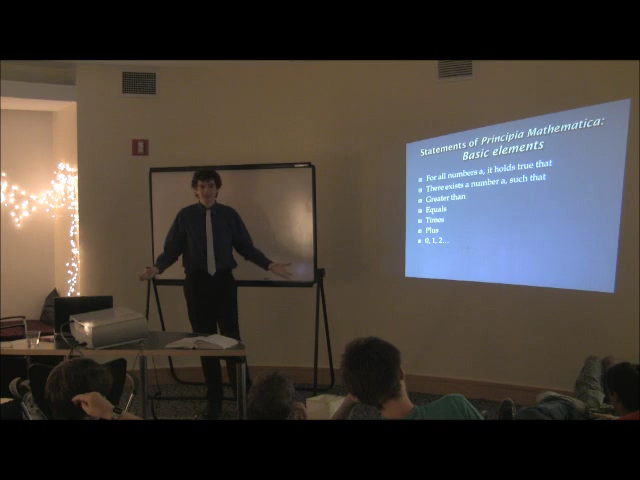 Statements of Principia Mathematica:
Basic elements
For all numbers a, it holds true that
There exists a number a, such that
Greater than
Equals
Times
Plus
0, 1, 2...